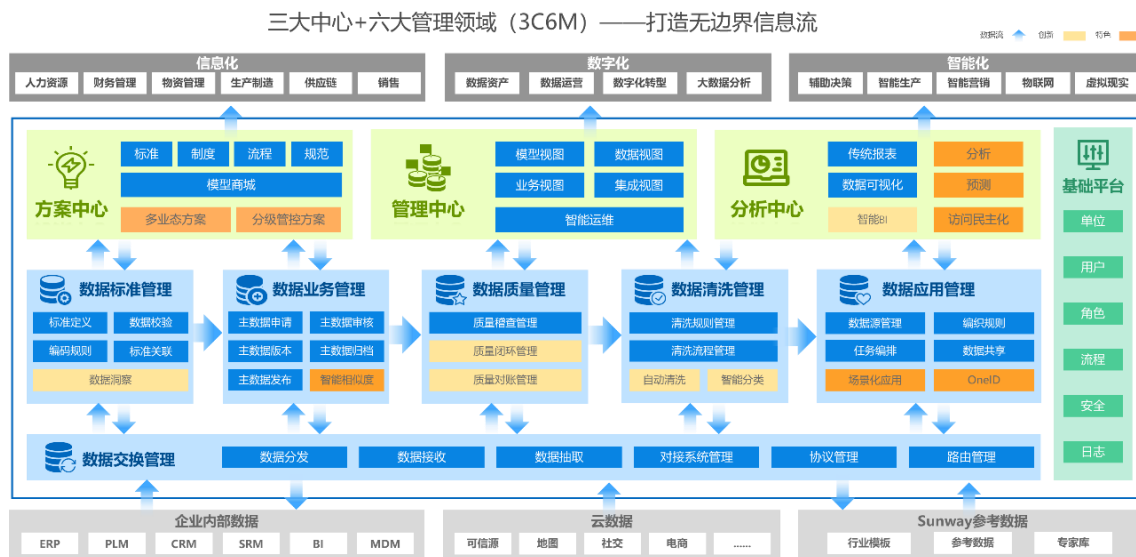 三大中心+六大管理领域（3C6M）——打造无边界信息流
数据流 创新 特色
信息化
人力资源 财务管理 物资管理 生产制造 供应链 销售
数字化
数据资产 数据运营 数字化转型 大数据分析
智能化
辅助决策 智能生产 智能营销 物联网 虚拟现实
方案中心
标准 制度 流程 规范
模型商城
多业态方案 分级管控方案
管理中心
模型视图 数据视图
业务视图 集成视图
智能运维
分析中心
传统报表 分析
数据可视化 预测
智能BI 访问民主化
基础平台
单位
用户
角色
流程
安全
日志
数据标准管理
标准定义 数据校验
编码规则 标准关联
数据洞察
数据业务管理
主数据申请 主数据审核
主数据版本 主数据归档
主数据发布 智能相似度
数据质量管理
质量稽查管理
质量闭环管理
质量对账管理
数据清洗管理
清洗规则管理
清洗流程管理
自动清洗 智能分类
数据应用管理
数据源管理 编织规则
任务编排 数据共享
场景化应用 OneID
数据交换管理
数据分发 数据接收 数据抽取 对接系统管理 协议管理 路由管理
企业内部数据
ERP PLM CRM SRM BI MDM
云数据
可信源 地图 社交 电商 ......
Sunway参考数据
行业模板 参考数据 专家库